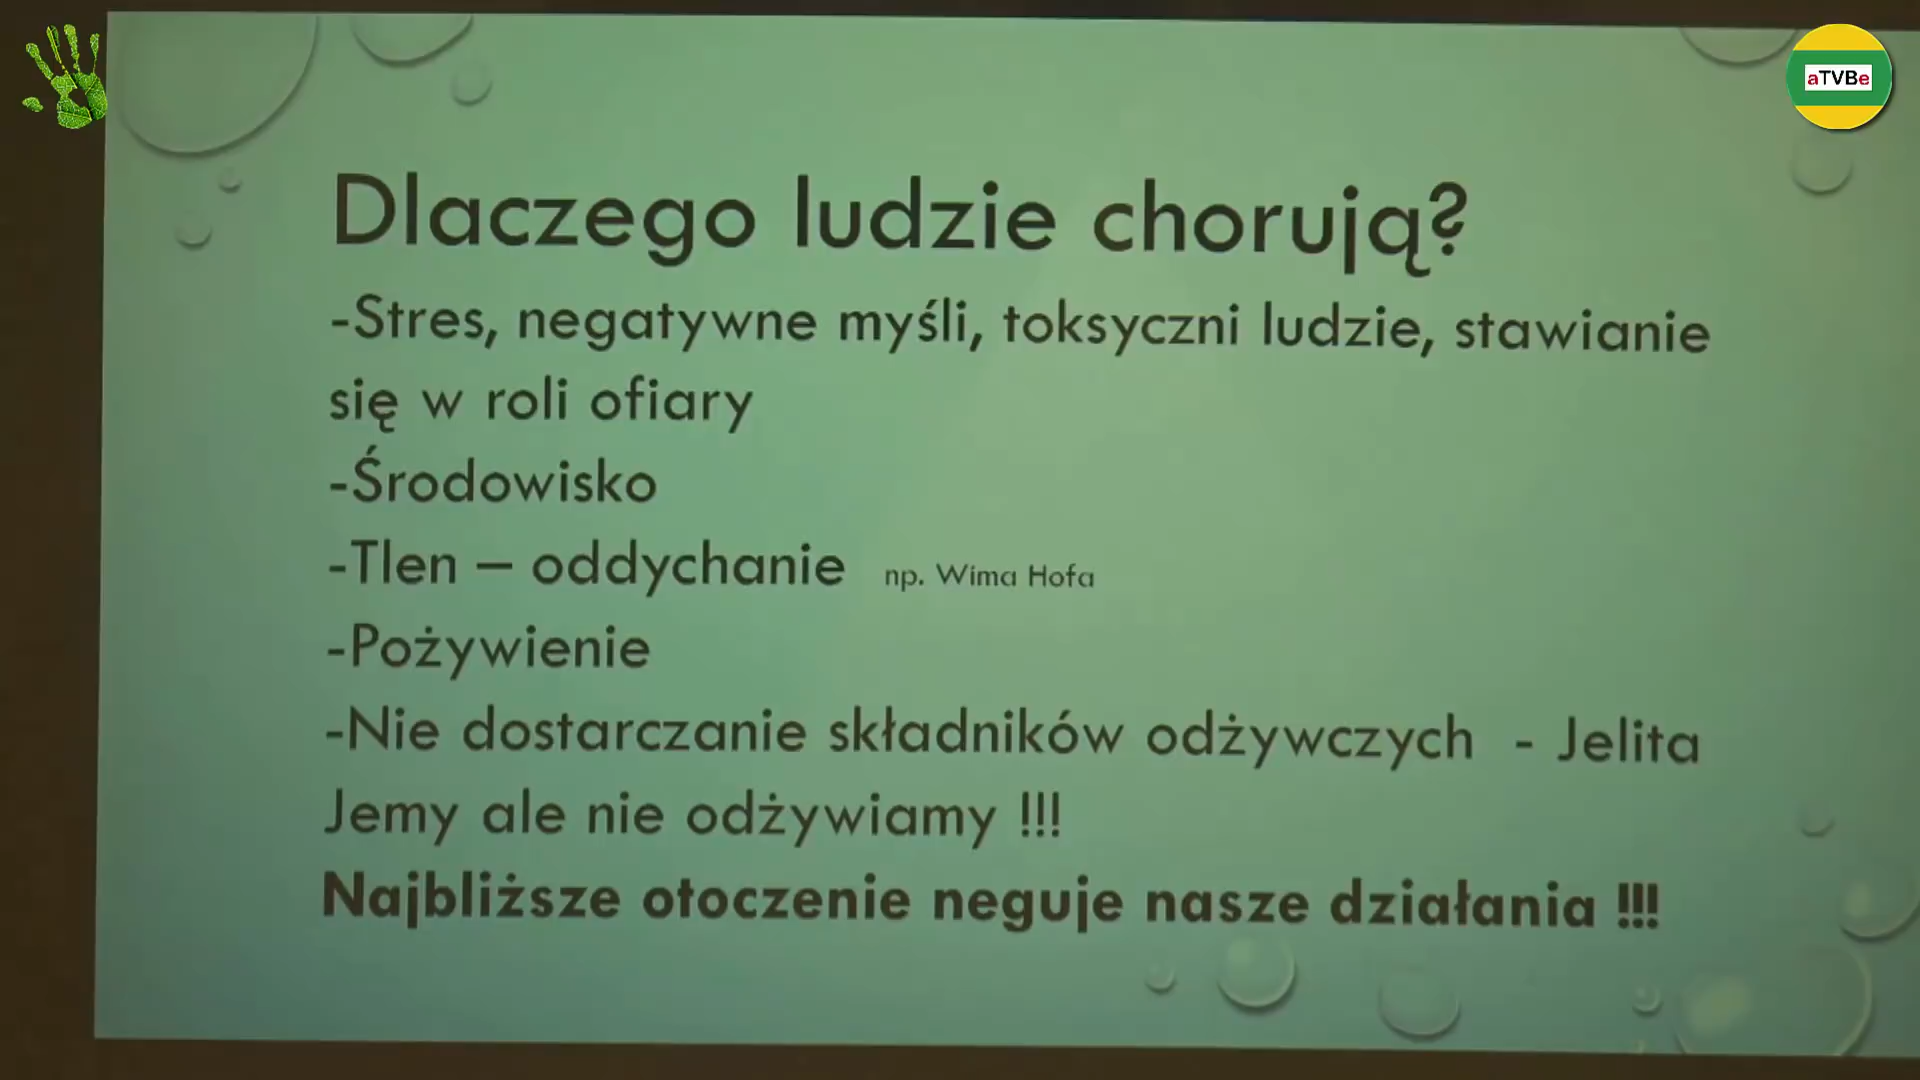 aTVBe
Dlaczego ludzie chorują?
-Stres, negatywne myśli, toksyczni ludzie, stawianie
się w roli ofiary
-Środowisko
-Tlen – oddychanie np. Wima Hofa
-Pożywienie
-Nie dostarczanie składników odżywczych - Jelita
Jemy ale nie odżywiamy !!!
Najbliższe otoczenie neguje nasze działania !!!